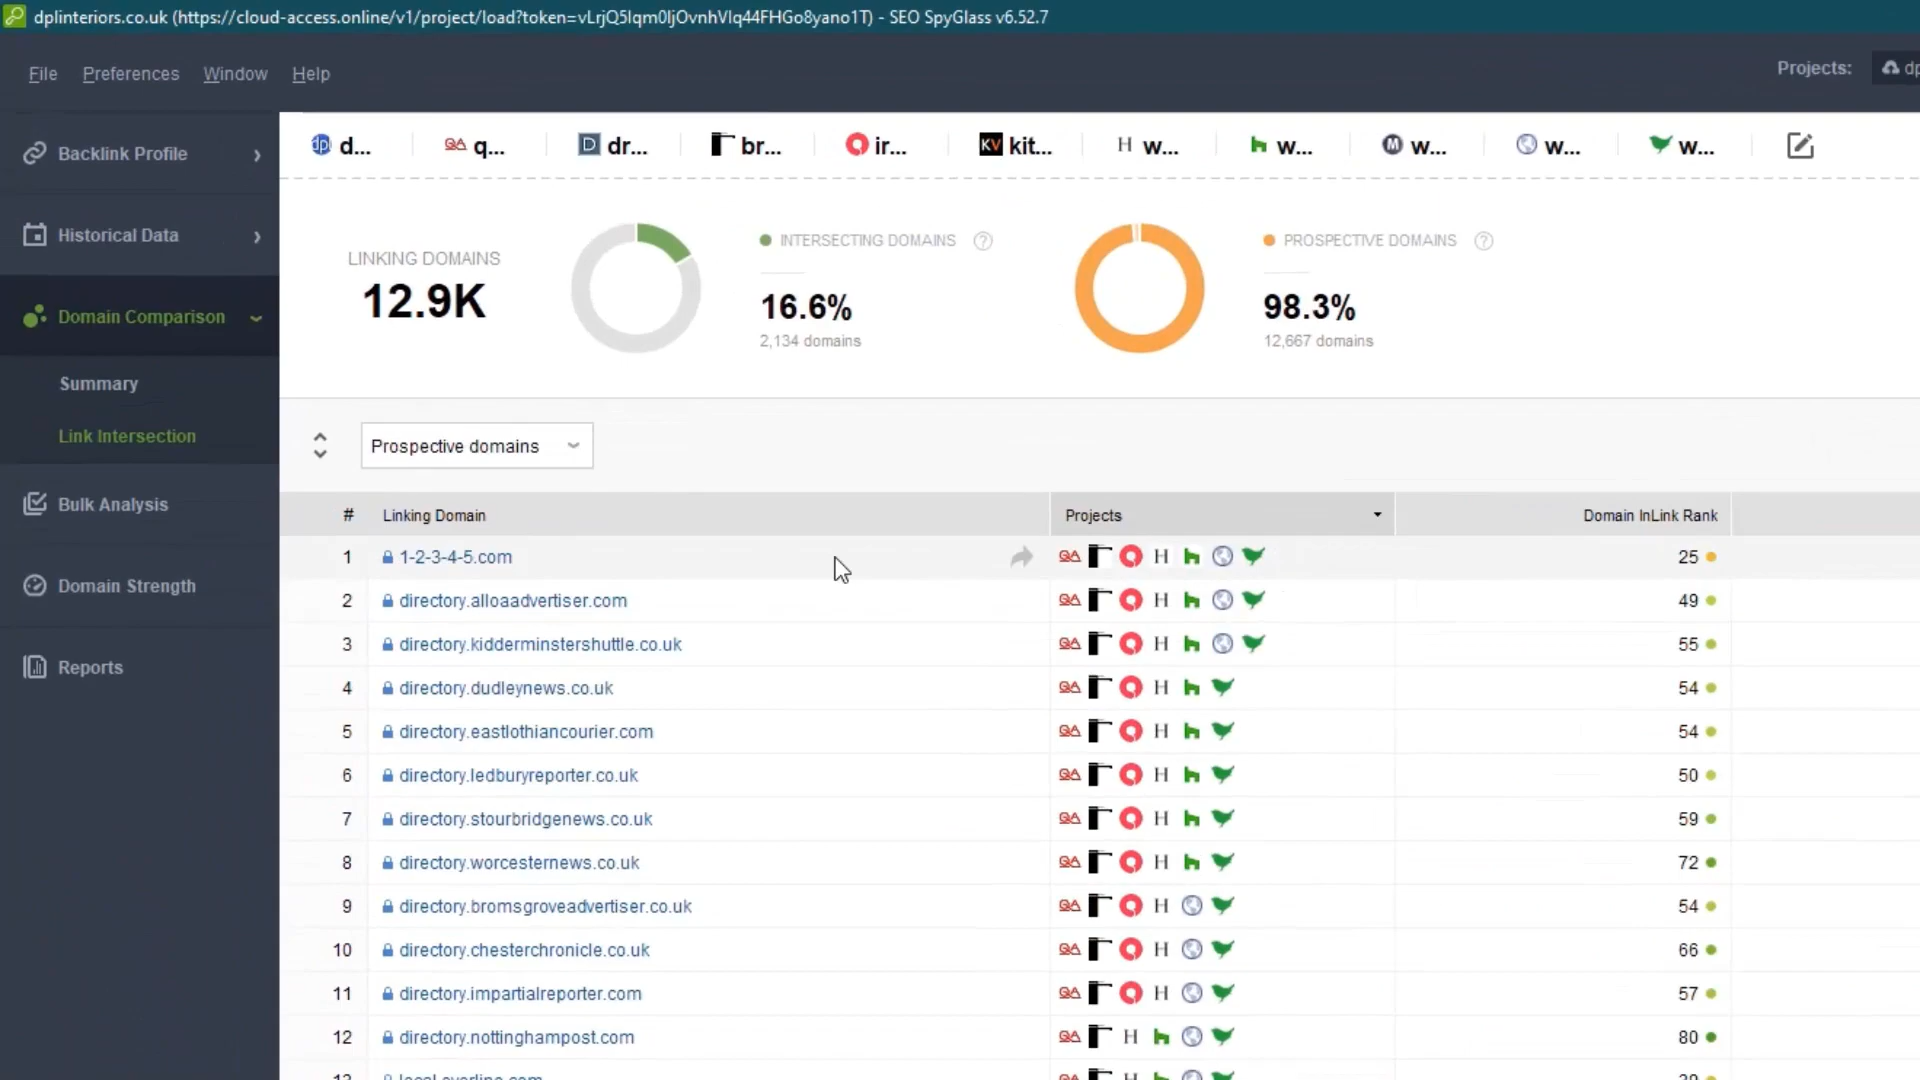 dplinteriors.co.uk (https://cloud-access.online/v1/project/load?token=vLrjQ5Iqm0IjOvnhVIq44FHGo8yano1T) - SEO SpyGlass v6.52.7
File Preferences Window Help
Projects: dp
Backlink Profile
Historical Data
Domain Comparison
Summary
Link Intersection
Bulk Analysis
Domain Strength
Reports
d... q... dr... br... ir... kit... w... w... w... w... w...
LINKING DOMAINS
12.9K
INTERSECTING DOMAINS ?
16.6%
2,134 domains
PROSPECTIVE DOMAINS ?
98.3%
12,667 domains
Prospective domains
# Linking Domain Projects Domain InLink Rank
1 1-2-3-4-5.com 25
2 directory.alloaadvertiser.com 49
3 directory.kidderminstershuttle.co.uk 55
4 directory.dudleynews.co.uk 54
5 directory.eastlothiancourier.com 54
6 directory.ledburyreporter.co.uk 50
7 directory.stourbridgenews.co.uk 59
8 directory.worcesternews.co.uk 72
9 directory.bromsgroveadvertiser.co.uk 54
10 directory.chesterchronicle.co.uk 66
11 directory.impartialreporter.com 57
12 directory.nottinghampost.com 80